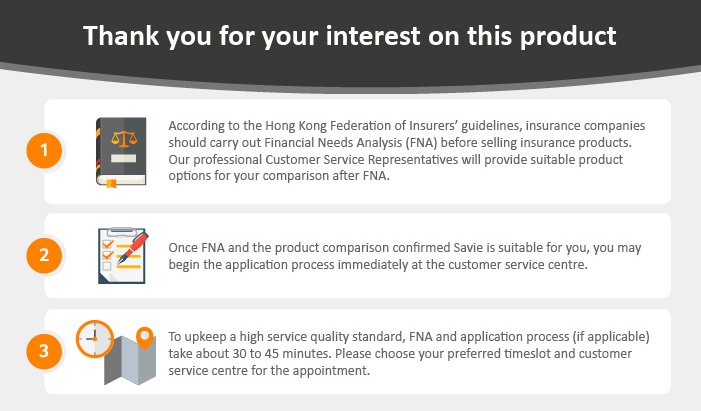 Thank you for your interest on this product
1
According to the Hong Kong Federation of Insurers’ guidelines, insurance companies
should carry out Financial Needs Analysis (FNA) before selling insurance products.
Our professional Customer Service Representatives will provide suitable product
options for your comparison after FNA.
2
Once FNA and the product comparison confirmed Savie is suitable for you, you may
begin the application process immediately at the customer service centre.
3
To upkeep a high service quality standard, FNA and application process (if applicable)
take about 30 to 45 minutes. Please choose your preferred timeslot and customer
service centre for the appointment.